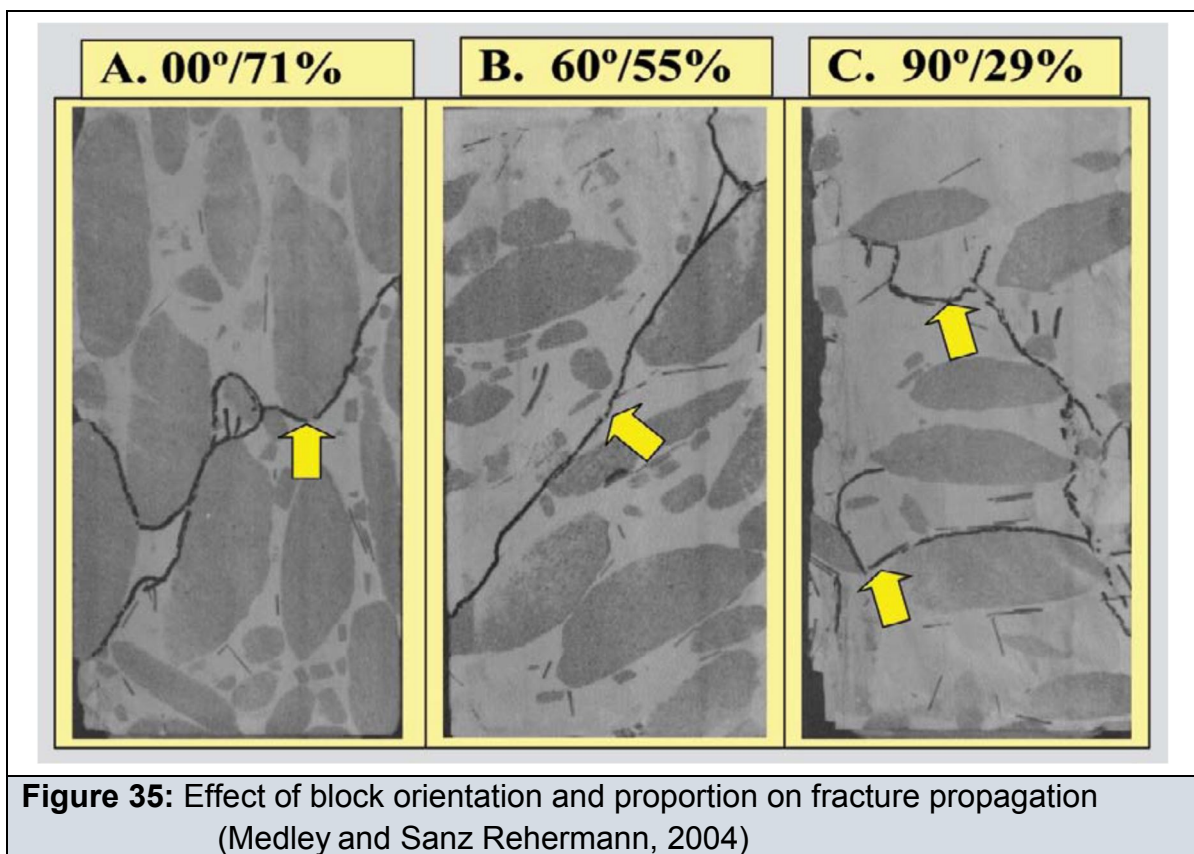 A. 00º/71%
B. 60º/55%
C. 90º/29%
Figure 35: Effect of block orientation and proportion on fracture propagation
(Medley and Sanz Rehermann, 2004)